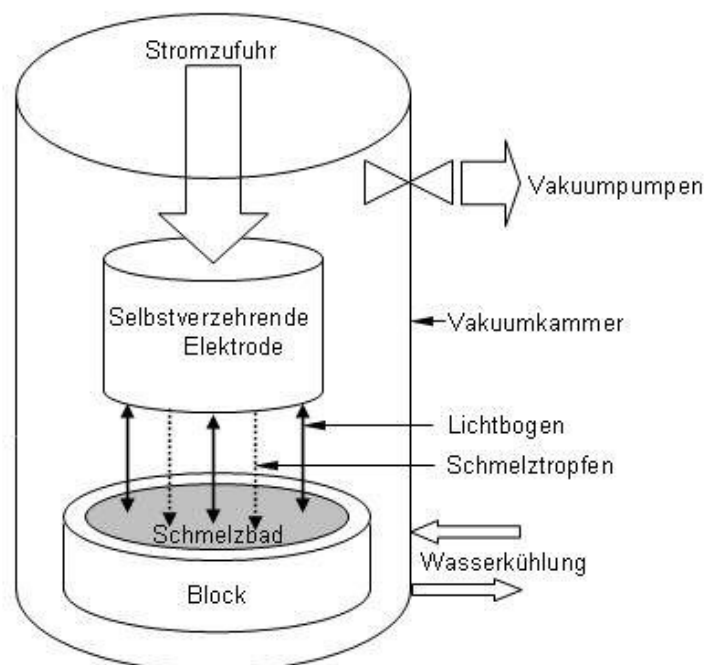 Stromzufuhr
Vakuumpumpen
Selbstverzehrende
Elektrode
Vakuumkammer
Lichtbogen
Schmelztropfen
Schmelzbad
Wasserkühlung
Block